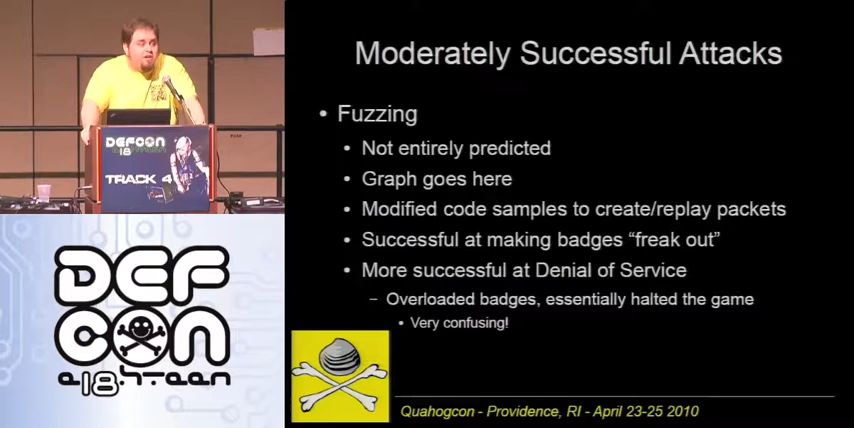 Moderately Successful Attacks
• Fuzzing
• Not entirely predicted
• Graph goes here
• Modified code samples to create/replay packets
• Successful at making badges “freak out”
• More successful at Denial of Service
– Overloaded badges, essentially halted the game
• Very confusing!
Quahogcon - Providence, RI - April 23-25 2010
DEFCON
18
TRACK 4
DEF
CON
e18hteen